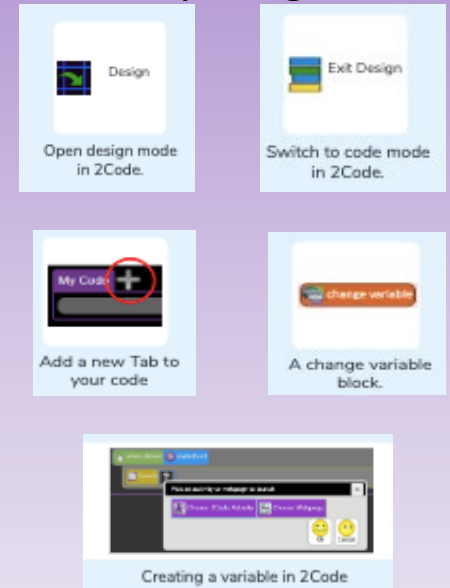 Design
Exit Design
Open design mode
in 2Code.
Switch to code mode
in 2Code.
My Code
change variable
Add a new Tab to
your code
A change variable
block.
Creating a variable in 2Code